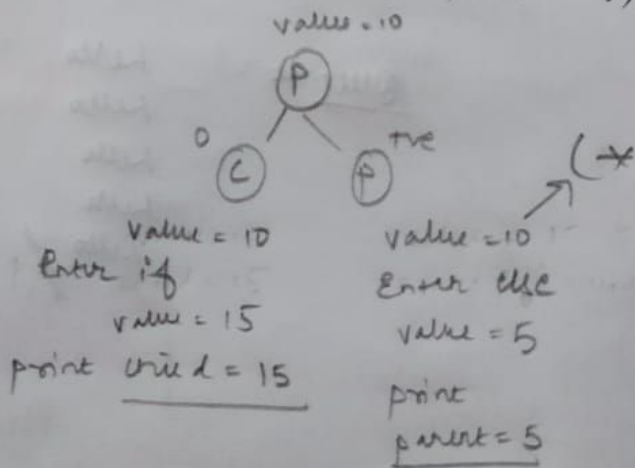 value = 10
P
0 +ve
C P
(*
value = 10 value = 10
Enter if Enter else
value = 15 value = 5
print child = 15 print
parent = 5